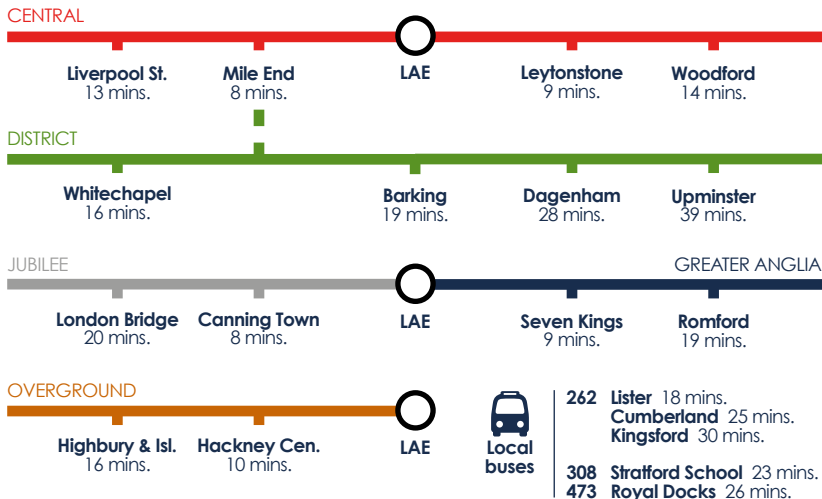 CENTRAL
Liverpool St. Mile End LAE Leytonstone Woodford
13 mins. 8 mins. 9 mins. 14 mins.
DISTRICT
Whitechapel Barking Dagenham Upminster
16 mins. 19 mins. 28 mins. 39 mins.
JUBILEE GREATER ANGLIA
London Bridge Canning Town LAE Seven Kings Romford
20 mins. 8 mins. 9 mins. 19 mins.
OVERGROUND
Highbury & Isl. Hackney Cen. LAE
16 mins. 10 mins.
Local
buses
262 Lister 18 mins.
Cumberland 25 mins.
Kingsford 30 mins.
308 Stratford School 23 mins.
473 Royal Docks 26 mins.